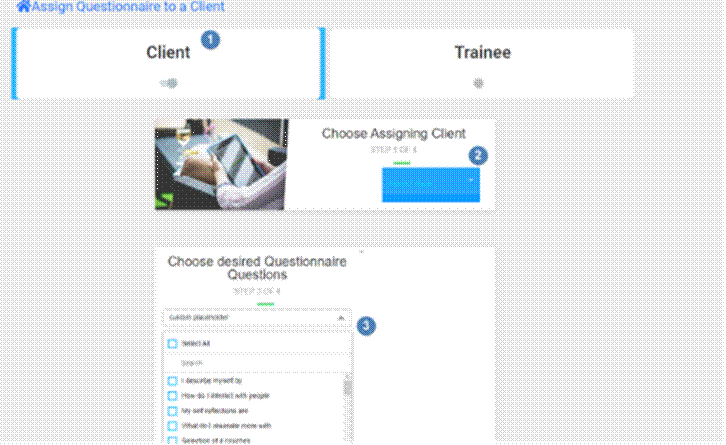 Assign Questionnaire to a Client
Client
1
Trainee
Choose Assigning Client
STEP 1 OF 4
2
Choose desired Questionnaire
Questions
STEP 2 OF 4
custom placeholder
3
Select All
Search
I describe myself by
How do I interact with people
My self reflections are
What do I resonate more with
Selection of a courses